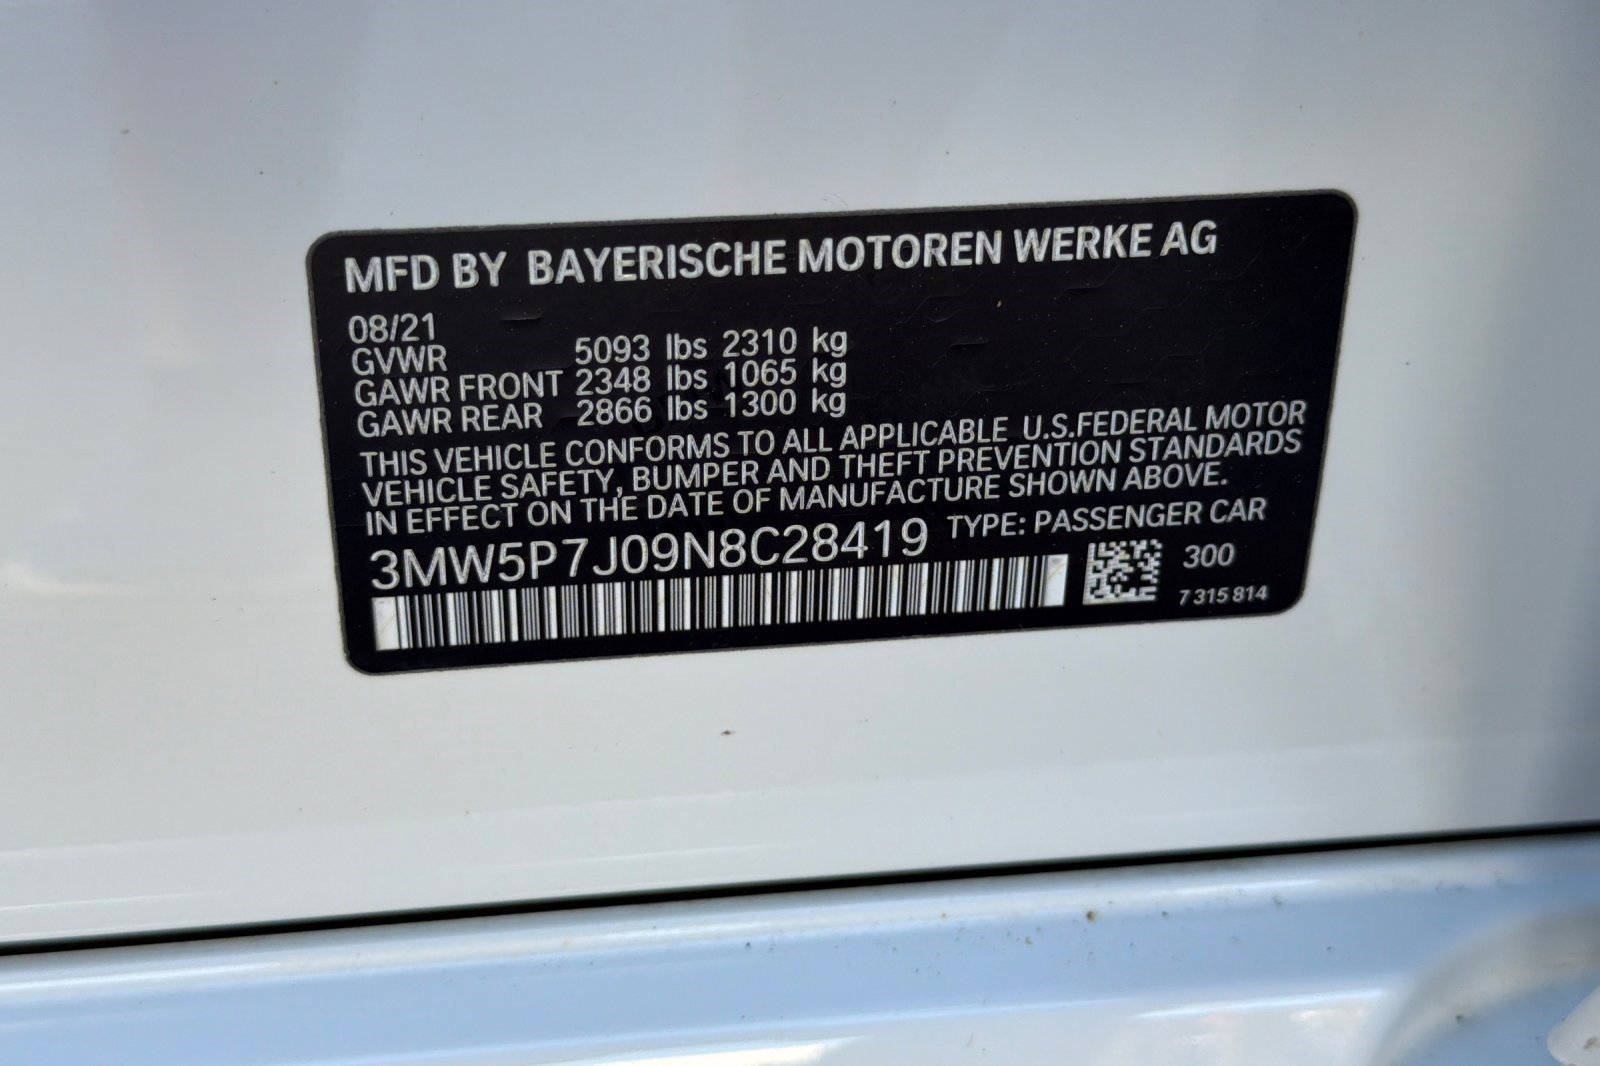 MFD BY BAYERISCHE MOTOREN WERKE AG
08/21
GVWR 5093 lbs 2310 kg
GAWR FRONT 2348 lbs 1065 kg
GAWR REAR 2866 lbs 1300 kg
THIS VEHICLE CONFORMS TO ALL APPLICABLE U.S.FEDERAL MOTOR
VEHICLE SAFETY, BUMPER AND THEFT PREVENTION STANDARDS
IN EFFECT ON THE DATE OF MANUFACTURE SHOWN ABOVE.
3MW5P7J09N8C28419 TYPE: PASSENGER CAR
300
7 315 814